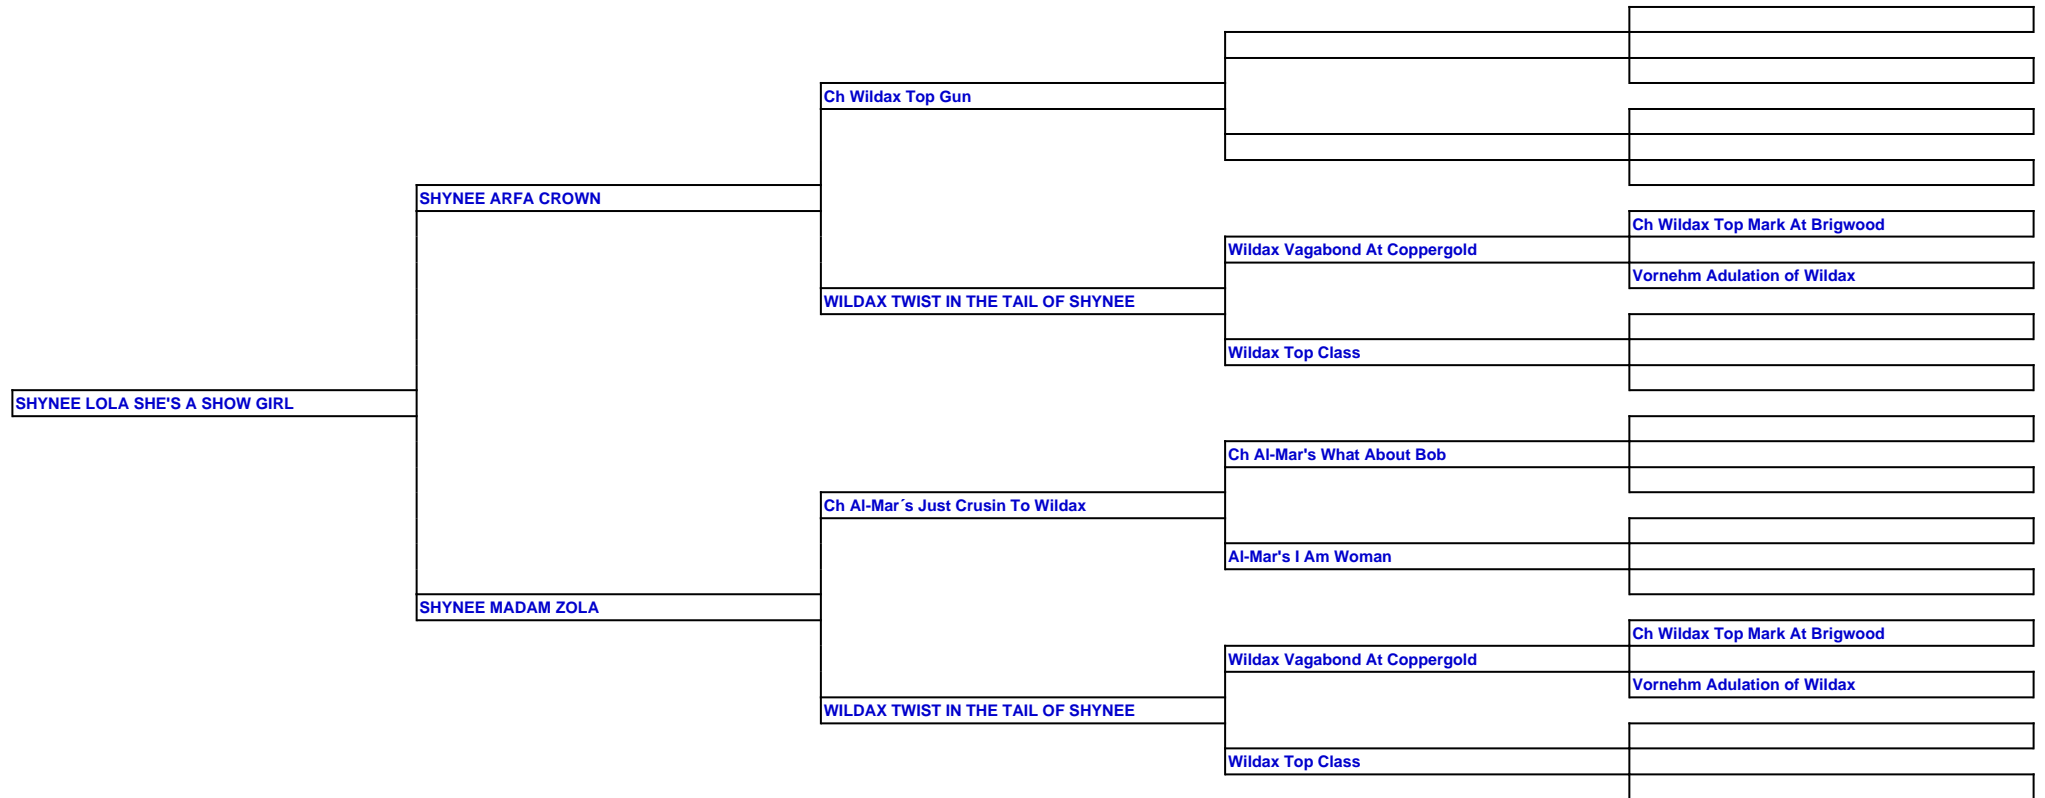 Ch Wildax Top Gun
SHYNEE ARFA CROWN
Ch Wildax Top Mark At Brigwood
Wildax Vagabond At Coppergold
Vornehm Adulation of Wildax
WILDAX TWIST IN THE TAIL OF SHYNEE
Wildax Top Class
SHYNEE LOLA SHE'S A SHOW GIRL
Ch Al-Mar's What About Bob
Ch Al-Mar´s Just Crusin To Wildax
Al-Mar's I Am Woman
SHYNEE MADAM ZOLA
Ch Wildax Top Mark At Brigwood
Wildax Vagabond At Coppergold
Vornehm Adulation of Wildax
WILDAX TWIST IN THE TAIL OF SHYNEE
Wildax Top Class